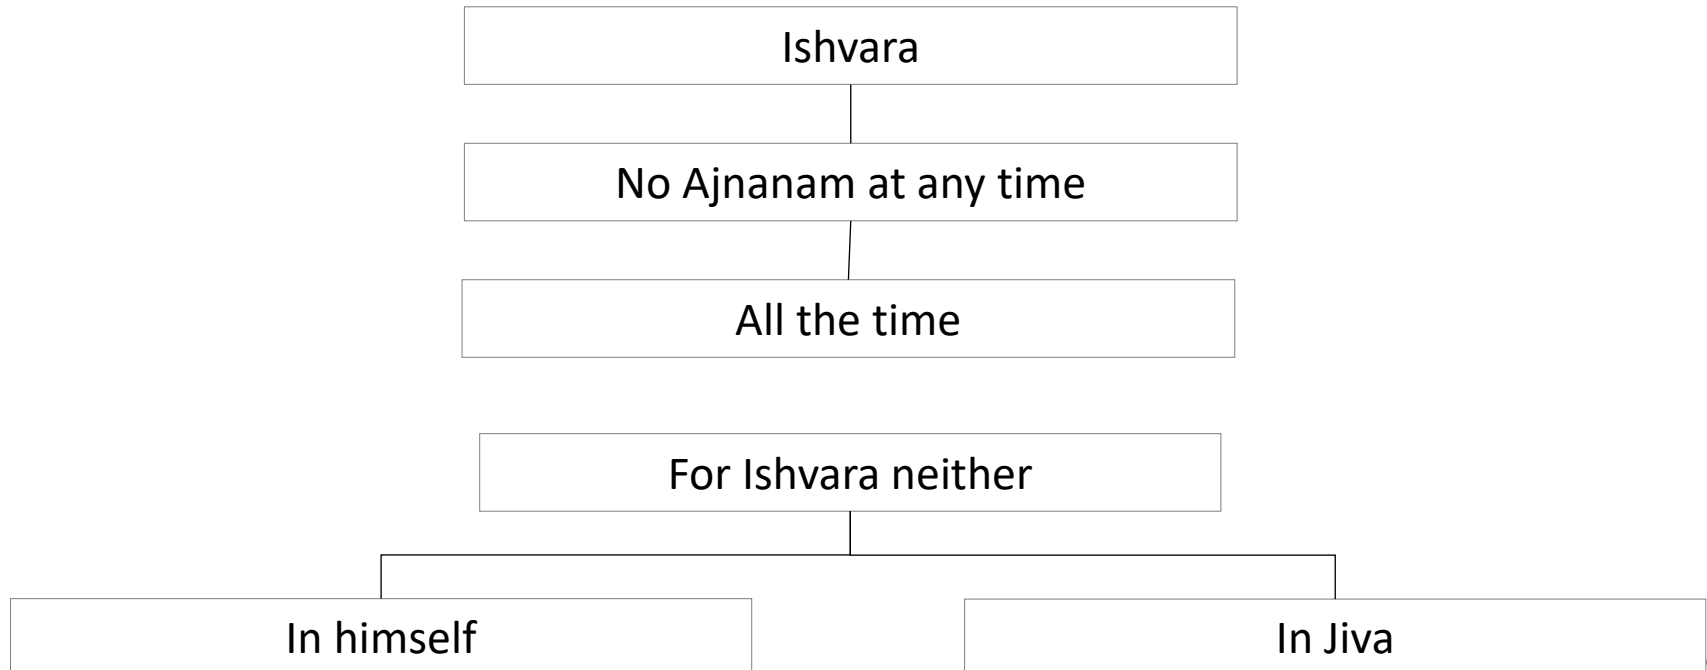 Ishvara
No Ajnanam at any time
All the time
For Ishvara neither
In himself
In Jiva